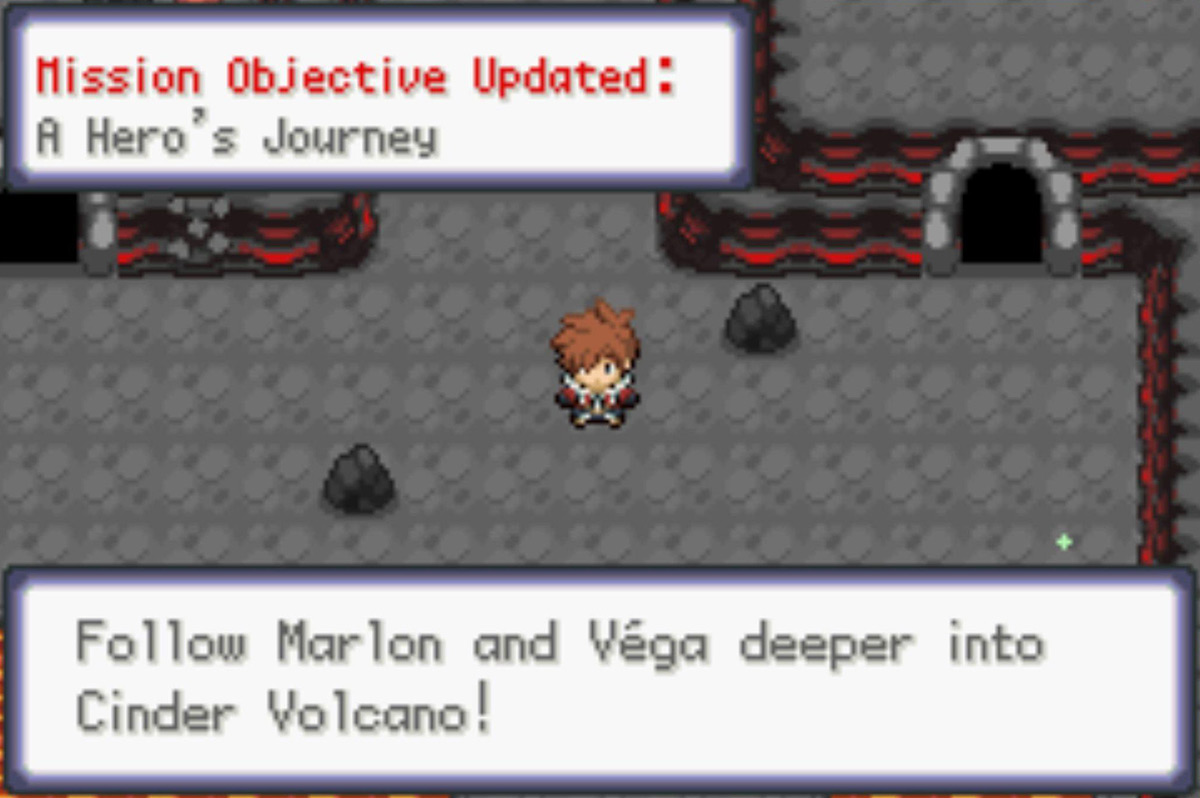 Mission Objective Updated:
A Hero's Journey
Follow Marlon and Véga deeper into
Cinder Volcano!